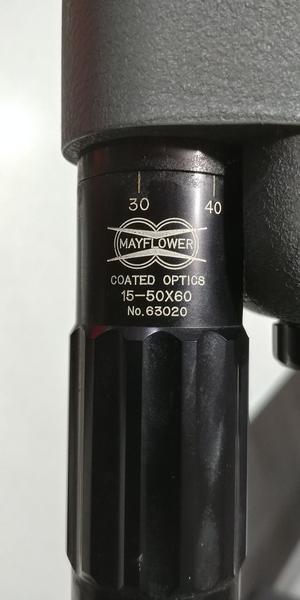 30 40
MAYFLOWER
COATED OPTICS
15-50X60
No.63020